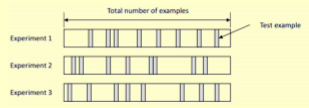 Total number of examples
Test example
Experiment 1
Experiment 2
Experiment 3